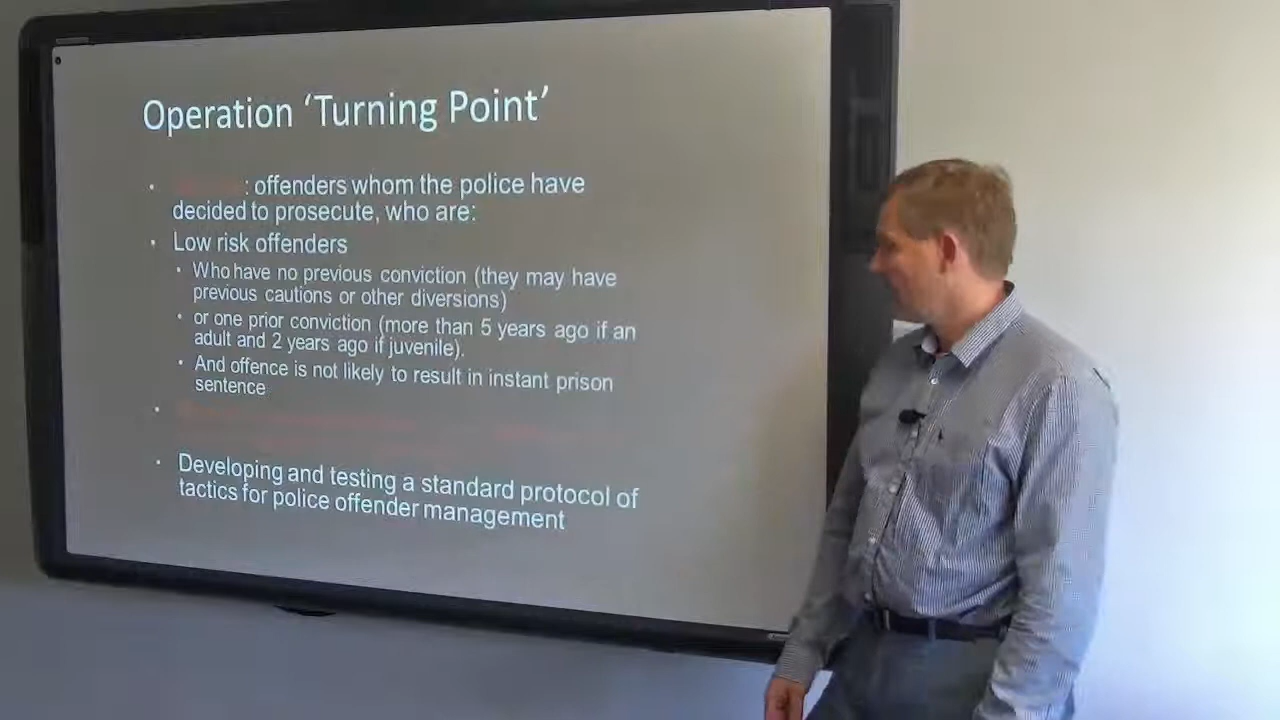 Operation ‘Turning Point’
: offenders whom the police have
decided to prosecute, who are:
Low risk offenders
Who have no previous conviction (they may have
previous cautions or other diversions)
or one prior conviction (more than 5 years ago if an
adult and 2 years ago if juvenile).
And offence is not likely to result in instant prison
sentence
Developing and testing a standard protocol of
tactics for police offender management